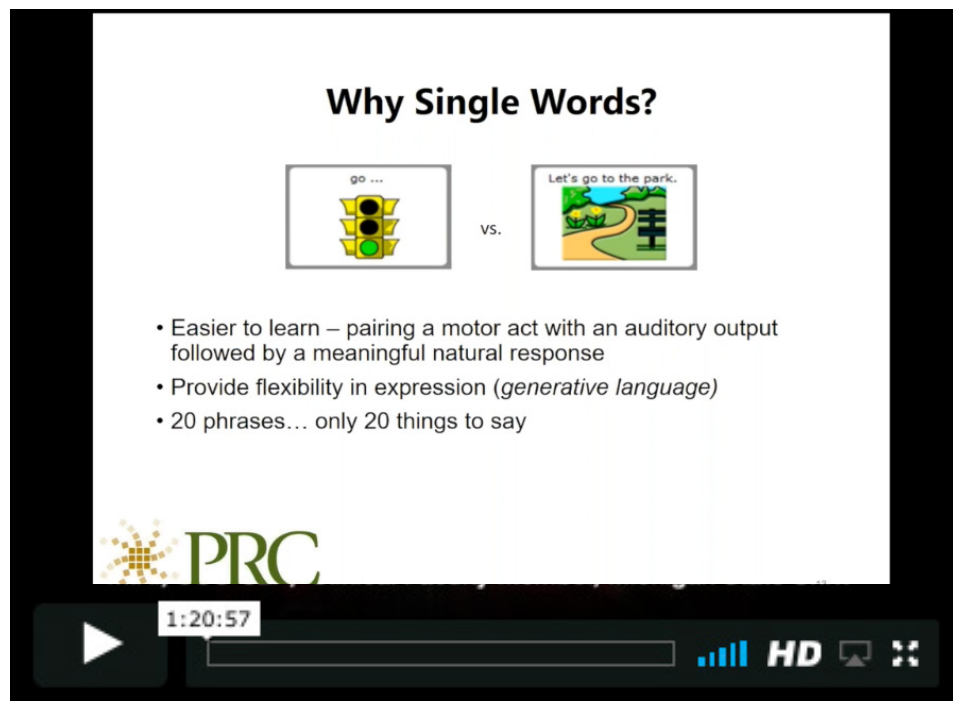 Why Single Words?
go ...
Let's go to the park.
vs.
• Easier to learn – pairing a motor act with an auditory output
followed by a meaningful natural response
• Provide flexibility in expression (generative language)
• 20 phrases… only 20 things to say
PRC
1:20:57
HD